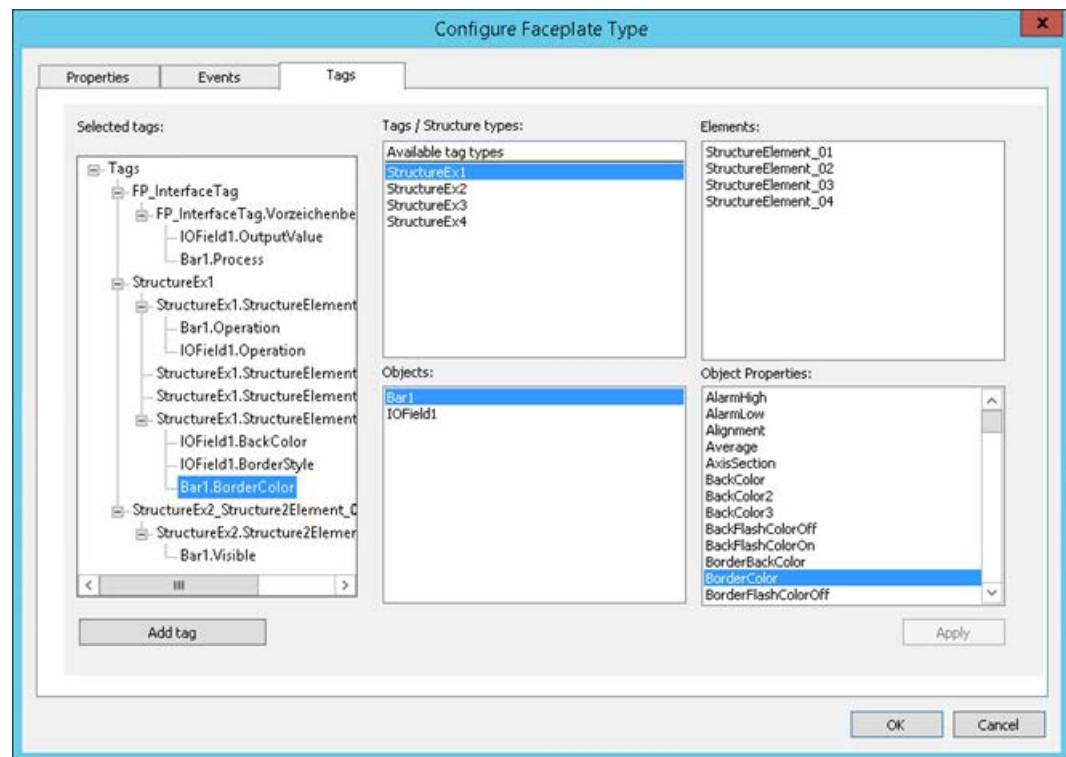 Configure Faceplate Type
x
Properties
Events
Tags
Selected tags:
Tags
FP_InterfaceTag
FP_InterfaceTag.Vorzeichenbe
IOField1.OutputValue
Bar1.Process
StructureEx1
StructureEx1.StructureElement
Bar1.Operation
IOField1.Operation
StructureEx1.StructureElement
StructureEx1.StructureElement
StructureEx1.StructureElement
IOField1.BackColor
IOField1.BorderStyle
Bar1.BorderColor
StructureEx2_Structure2Element_0
StructureEx2.Structure2Elemer
Bar1.Visible
Add tag
Tags / Structure types:
Available tag types
StructureEx1
StructureEx2
StructureEx3
StructureEx4
Elements:
StructureElement_01
StructureElement_02
StructureElement_03
StructureElement_04
Objects:
Bar1
IOField1
Object Properties:
AlarmHigh
AlarmLow
Alignment
Average
AxisSection
BackColor
BackColor2
BackColor3
BackFlashColorOff
BackFlashColorOn
BorderBackColor
BorderColor
BorderFlashColorOff
Apply
OK
Cancel